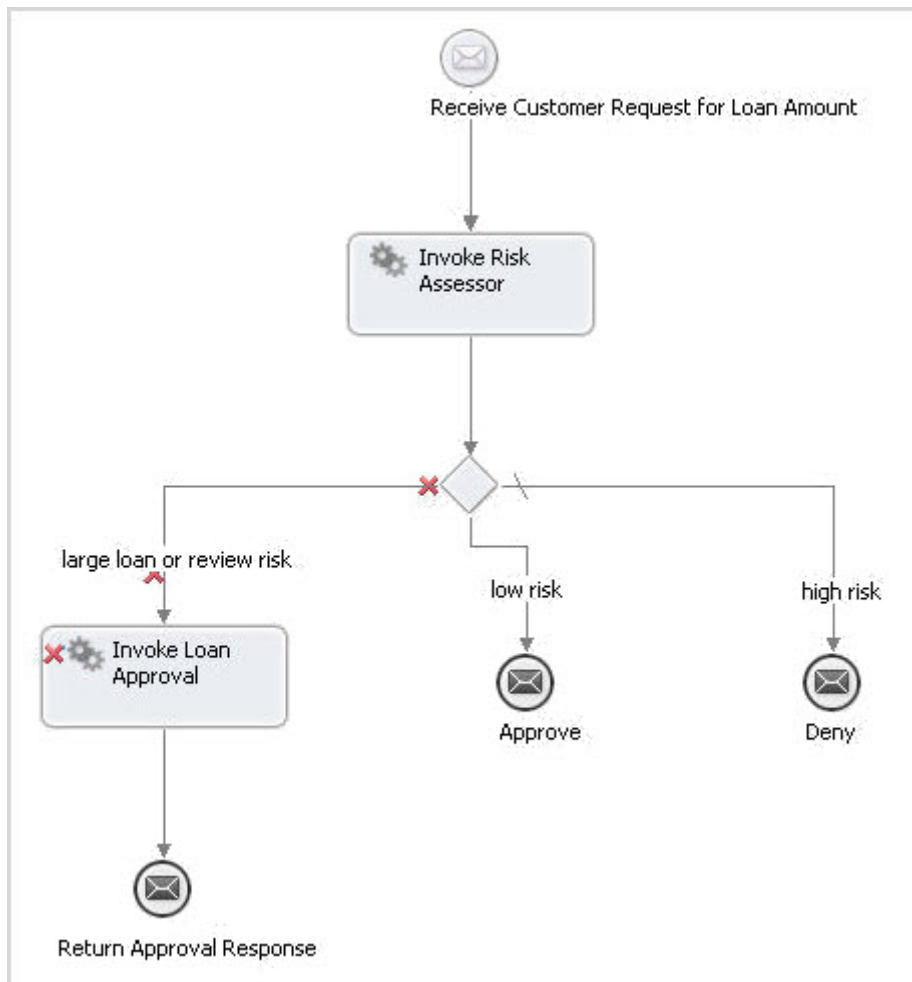 Receive Customer Request for Loan Amount
Invoke Risk
Assessor
large loan or review risk
low risk
high risk
Invoke Loan
Approval
Approve
Deny
Return Approval Response